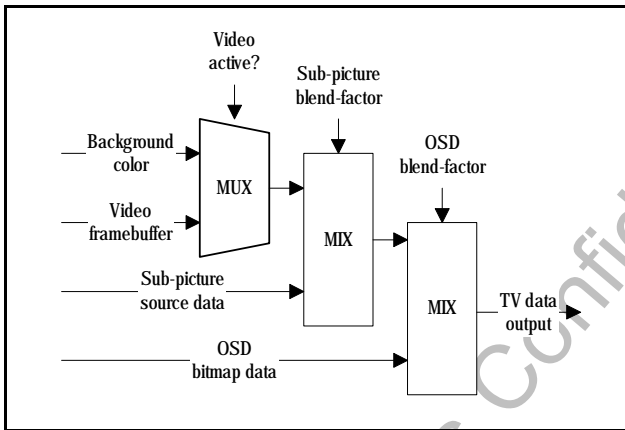 Video
active?
Sub-picture
blend-factor
OSD
blend-factor
Background
color
MUX
Video
framebuffer
MIX
Sub-picture
source data
MIX
TV data
output
OSD
bitmap data